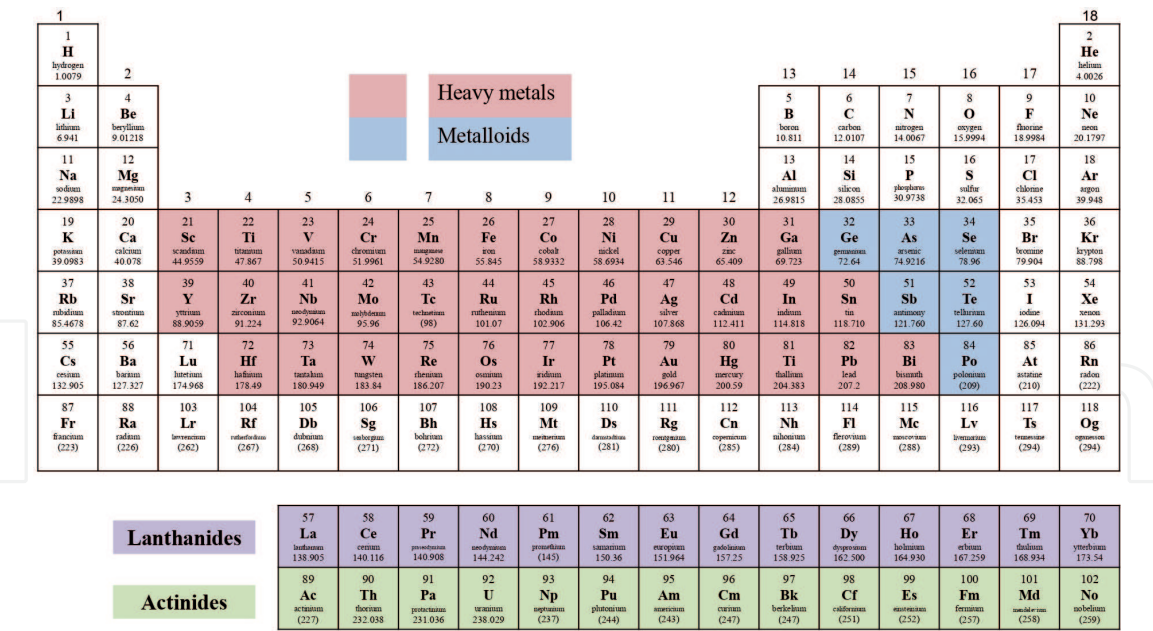 1 18
1 2
H He
hydrogen helium
1.0079 2 13 14 15 16 17 4.0026
Heavy metals
Metalloids
3 4 5 6 7 8 9 10
Li Be B C N O F Ne
lithium beryllium boron carbon nitrogen oxygen fluorine neon
6.941 9.01218 10.811 12.0107 14.0067 15.9994 18.9984 20.1797
11 12 13 14 15 16 17 18
Na Mg Al Si P S Cl Ar
sodium magnesium aluminum silicon phosphorus sulfur chlorine argon
22.9898 24.3050 3 4 5 6 7 8 9 10 11 12 26.9815 28.0855 30.9738 32.065 35.453 39.948
19 20 21 22 23 24 25 26 27 28 29 30 31 32 33 34 35 36
K Ca Sc Ti V Cr Mn Fe Co Ni Cu Zn Ga Ge As Se Br Kr
potassium calcium scandium titanium vanadium chromium manganese iron cobalt nickel copper zinc gallium germanium arsenic selenium bromine krypton
39.0983 40.078 44.9559 47.867 50.9415 51.9961 54.9280 55.845 58.9332 58.6934 63.546 65.409 69.723 72.64 74.9216 78.96 79.904 88.798
37 38 39 40 41 42 43 44 45 46 47 48 49 50 51 52 53 54
Rb Sr Y Zr Nb Mo Tc Ru Rh Pd Ag Cd In Sn Sb Te I Xe
rubidium strontium yttrium zirconium neodymium molybdenum technetium ruthenium rhodium palladium silver cadmium indium tin antimony tellurium iodine xenon
85.4678 87.62 88.9059 91.224 92.9064 95.96 (98) 101.07 102.906 106.42 107.868 112.411 114.818 118.710 121.760 127.60 126.094 131.293
55 56 71 72 73 74 75 76 77 78 79 80 81 82 83 84 85 86
Cs Ba Lu Hf Ta W Re Os Ir Pt Au Hg Ti Pb Bi Po At Rn
cesium barium lutetium hafnium tantalum tungsten rhenium osmium iridium platinum gold mercury thallium lead bismuth polonium astatine radon
132.905 127.327 174.968 178.49 180.949 183.84 186.207 190.23 192.217 195.084 196.967 200.59 204.383 207.2 208.980 (209) (210) (222)
87 88 103 104 105 106 107 108 109 110 111 112 113 114 115 116 117 118
Fr Ra Lr Rf Db Sg Bh Hs Mt Ds Rg Cn Nh Fl Mc Lv Ts Og
francium radium lawrencium rutherfordium dubnium seaborgium bohrium hassium meitnerium darmstadtium roentgenium copernicum nihonium flerovium moscovium livermorium tennessine oganesson
(223) (226) (262) (267) (268) (271) (272) (270) (276) (281) (280) (285) (284) (289) (288) (293) (294) (294)
Lanthanides
57 58 59 60 61 62 63 64 65 66 67 68 69 70
La Ce Pr Nd Pm Sm Eu Gd Tb Dy Ho Er Tm Yb
lanthanum cerium praseodymium neodymium promethium samarium europium gadolinium terbium dysprosium holmium erbium thulium ytterbium
138.905 140.116 140.908 144.242 (145) 150.36 151.964 157.25 158.925 162.500 164.930 167.259 168.934 173.54
Actinides
89 90 91 92 93 94 95 96 97 98 99 100 101 102
Ac Th Pa U Np Pu Am Cm Bk Cf Es Fm Md No
actinium thorium protactinium uranium neptunium plutonium americium curium berkelium californium einsteinium fermium mendelevium nobelium
(227) 232.038 231.036 238.029 (237) (244) (243) (247) (247) (251) (252) (257) (258) (259)